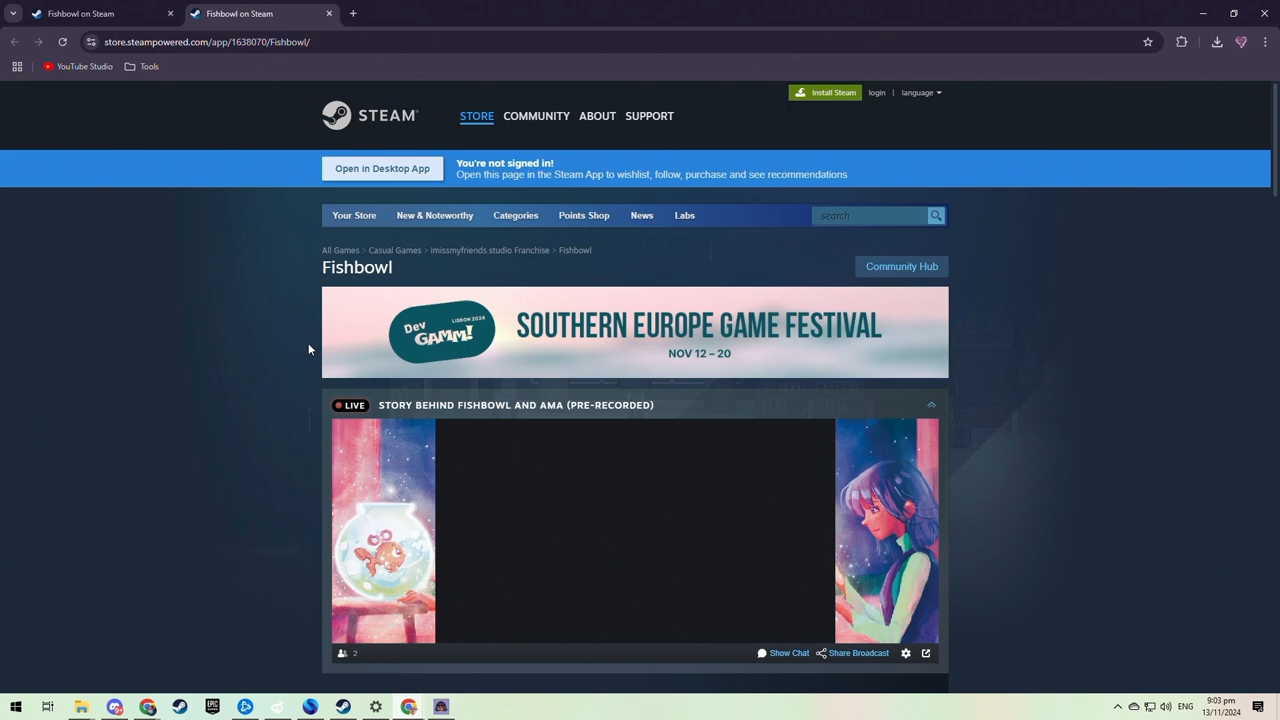 Fishbowl on Steam
Fishbowl on Steam
store.steampowered.com/app/1638070/Fishbowl/
YouTube Studio
Tools
Install Steam
login | language
STEAM®
STORE COMMUNITY ABOUT SUPPORT
Open in Desktop App
You're not signed in!
Open this page in the Steam App to wishlist, follow, purchase and see recommendations
Your Store New & Noteworthy Categories Points Shop News Labs
search
All Games > Casual Games > imissmyfriends.studio Franchise > Fishbowl
Fishbowl
Community Hub
Dev GAMM! LISBON 2024
SOUTHERN EUROPE GAME FESTIVAL
NOV 12 – 20
LIVE STORY BEHIND FISHBOWL AND AMA (PRE-RECORDED)
2
Show Chat
Share Broadcast
EPIC GAMES
ENG
9:03 pm
13/11/2024